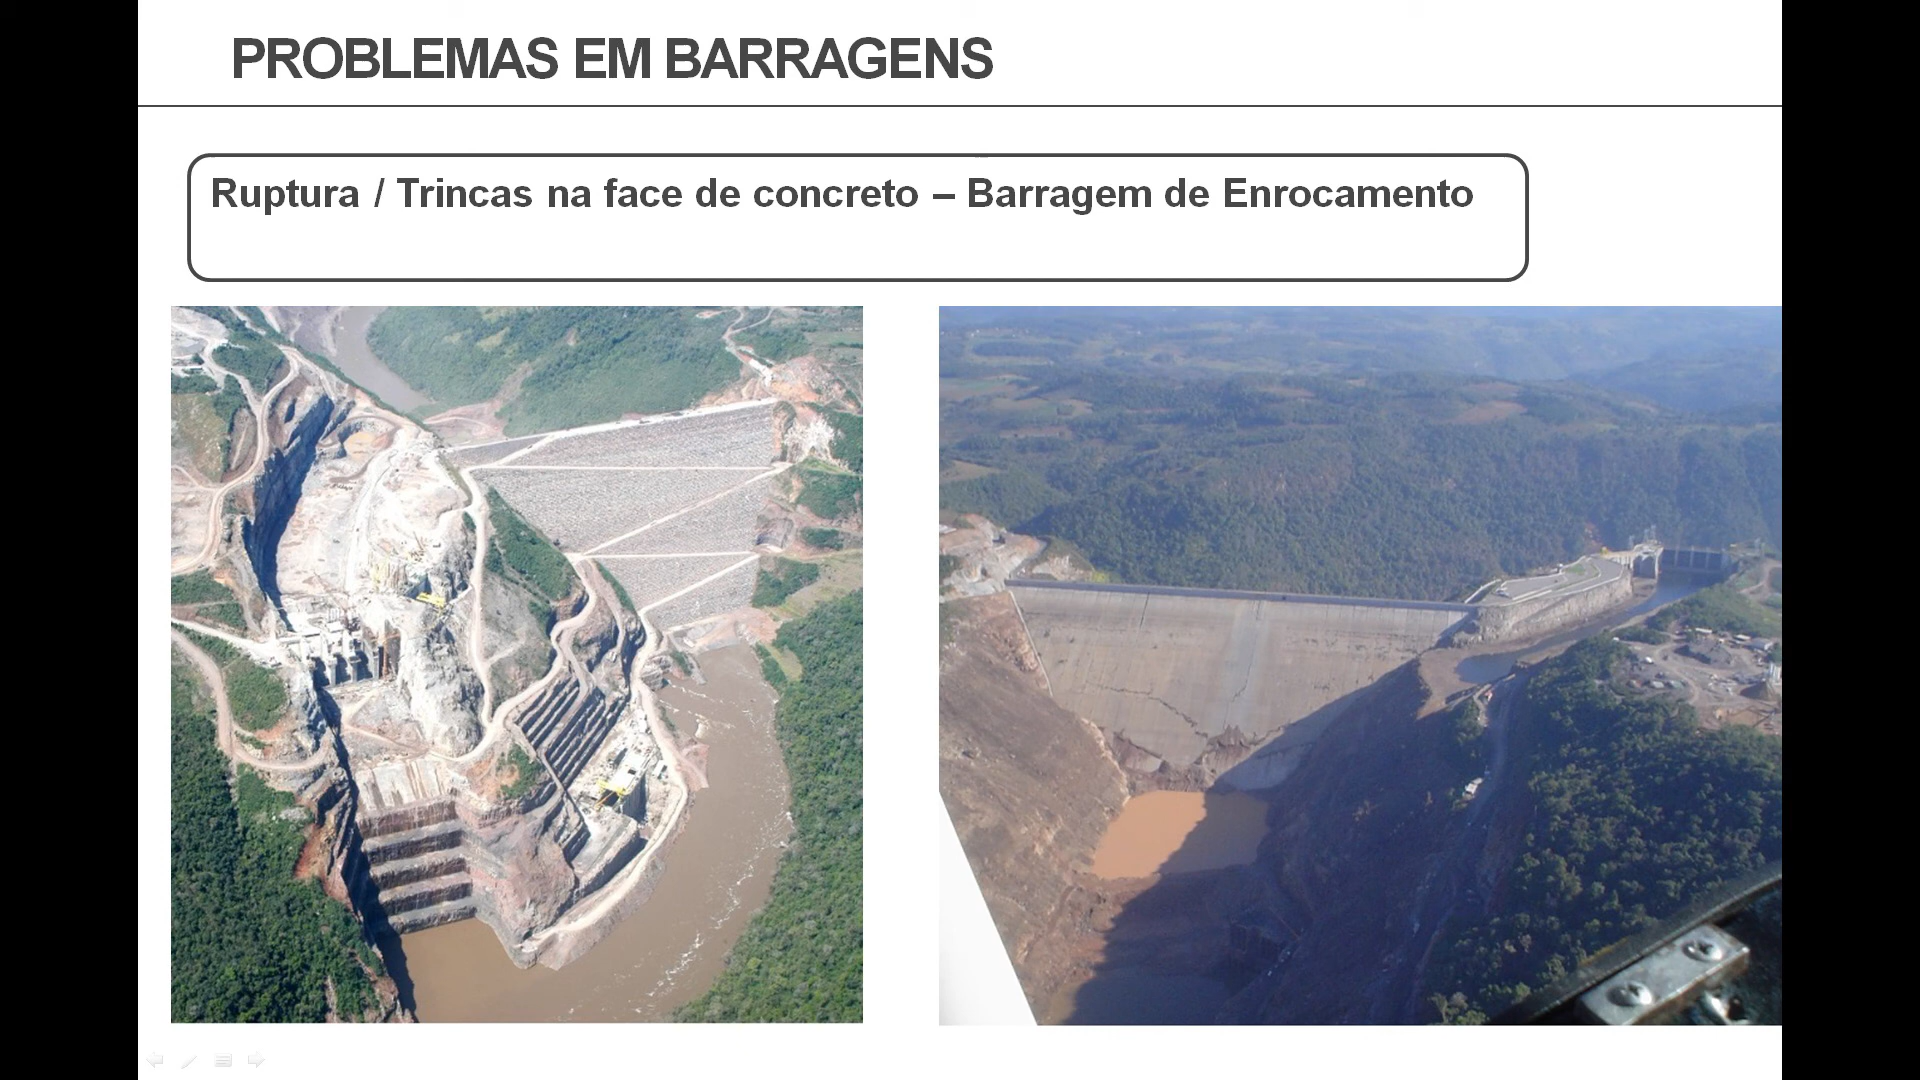 PROBLEMAS EM BARRAGENS
Ruptura / Trincas na face de concreto – Barragem de Enrocamento